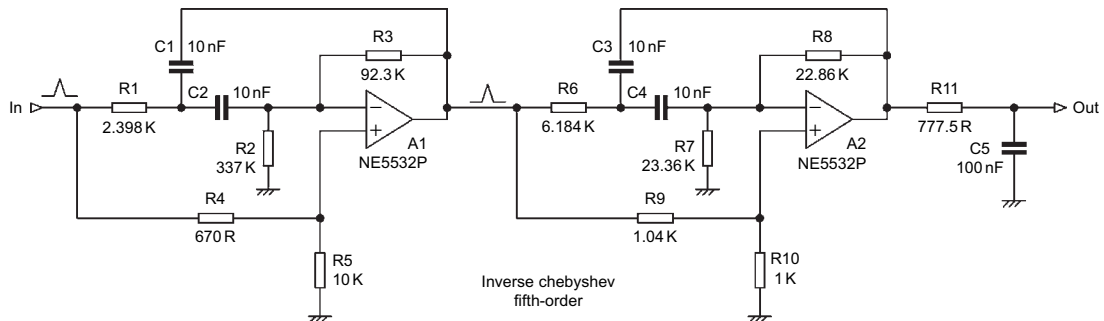 C1
10 nF
R3
92.3 K
C3
10 nF
R8
22.86 K
In
R1
2.398 K
C2
10 nF
R6
6.184 K
C4
10 nF
R11
777.5 R
Out
R2
337 K
A1
NE5532P
R7
23.36 K
A2
NE5532P
C5
100 nF
R4
670 R
R9
1.04 K
R5
10 K
R10
1 K
Inverse chebyshev
fifth-order